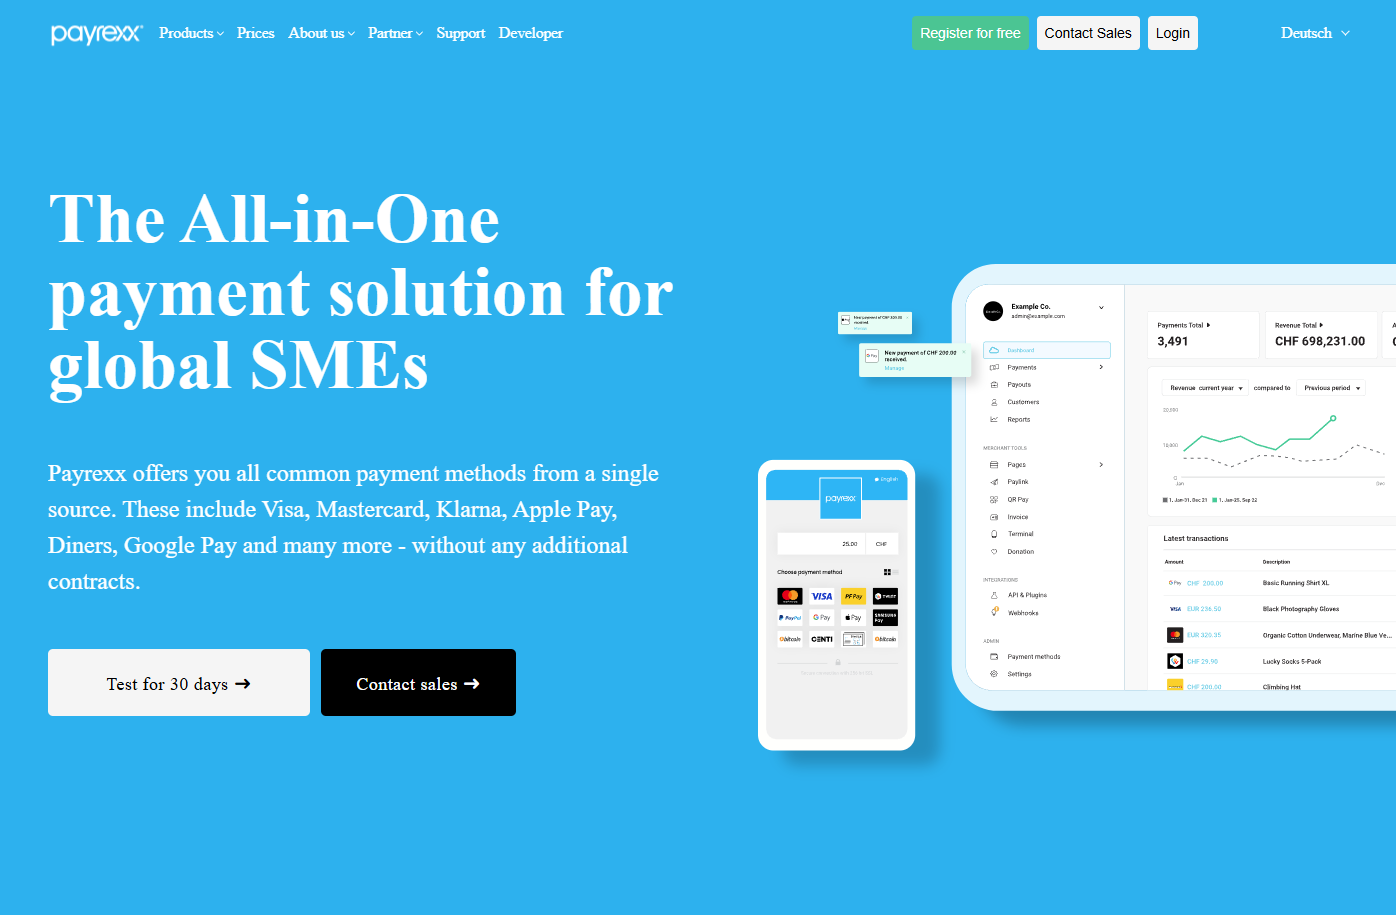 payrexx
Products
Prices
About us
Partner
Support
Developer
Register for free
Contact Sales
Login
Deutsch
The All-in-One
payment solution for
global SMEs
Payrexx offers you all common payment methods from a single
source. These include Visa, Mastercard, Klarna, Apple Pay,
Diners, Google Pay and many more - without any additional
contracts.
Test for 30 days →
Contact sales →
New payment of CHF
received.
G Pay
New payment of CHF 200.00
received.
Manage
English
payrexx
25.00 CHF
Choose payment method
VISA
PF Pay
TWINT
PayPal
G Pay
Pay
SAMSUNG
Pay
bitcoin
CENTI
bitcoin
Example Co.
admin@example.com
Dashboard
Payments
Payouts
Customers
Reports
MERCHANT TOOLS
Pages
Paylink
QR Pay
Invoice
Terminal
Donation
INTEGRATIONS
API & Plugins
Webhooks
ADMIN
Payment methods
Settings
Payments Total
3,491
Revenue Total
CHF 698,231.00
Revenue current year compared to Previous period
20,000
10,000
0
Jan
Dec
1. Jan-31. Dec 21
1. Jan-25. Sep 22
Latest transactions
Amount Description
G Pay CHF 200.00 Basic Running Shirt XL
VISA EUR 236.50 Black Photography Gloves
EUR 320.35 Organic Cotton Underwear, Marine Blue Ve...
CHF 29.90 Lucky Socks 5-Pack
CHF 200.00 Climbing Hat